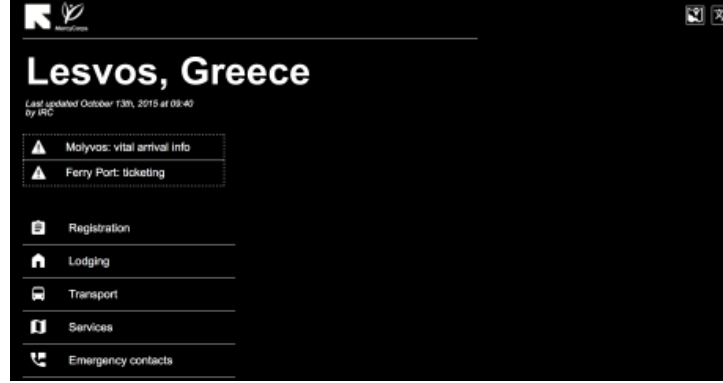 MercyCorps
Lesvos, Greece
Last updated October 13th, 2015 at 09:40
by IRC
Molyvos: vital arrival info
Ferry Port: ticketing
Registration
Lodging
Transport
Services
Emergency contacts